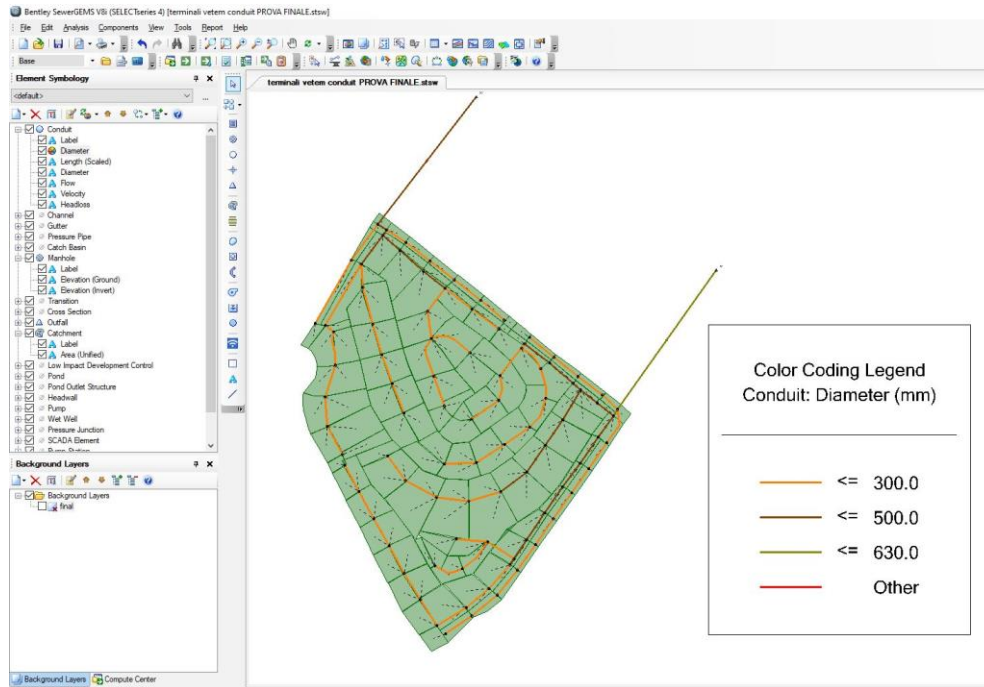 Bentley SewerGEMS V8i (SELECTseries 4) [terminali vetem conduit PROVA FINALE.stsw]
File Edit Analysis Components View Tools Report Help
Base
Element Symbology
<default>
Conduit
Label
Diameter
Length (Scaled)
Diameter
Flow
Velocity
Headloss
Channel
Gutter
Pressure Pipe
Catch Basin
Manhole
Label
Elevation (Ground)
Elevation (Invert)
Transition
Cross Section
Outfall
Catchment
Label
Area (Unified)
Low Impact Development Control
Pond
Pond Outlet Structure
Headwall
Pump
Wet Well
Pressure Junction
SCADA Element
Pump Station
Background Layers
Background Layers
final
Background Layers Compute Center
terminali vetem conduit PROVA FINALE.stsw
Color Coding Legend
Conduit: Diameter (mm)
<= 300.0
<= 500.0
<= 630.0
Other